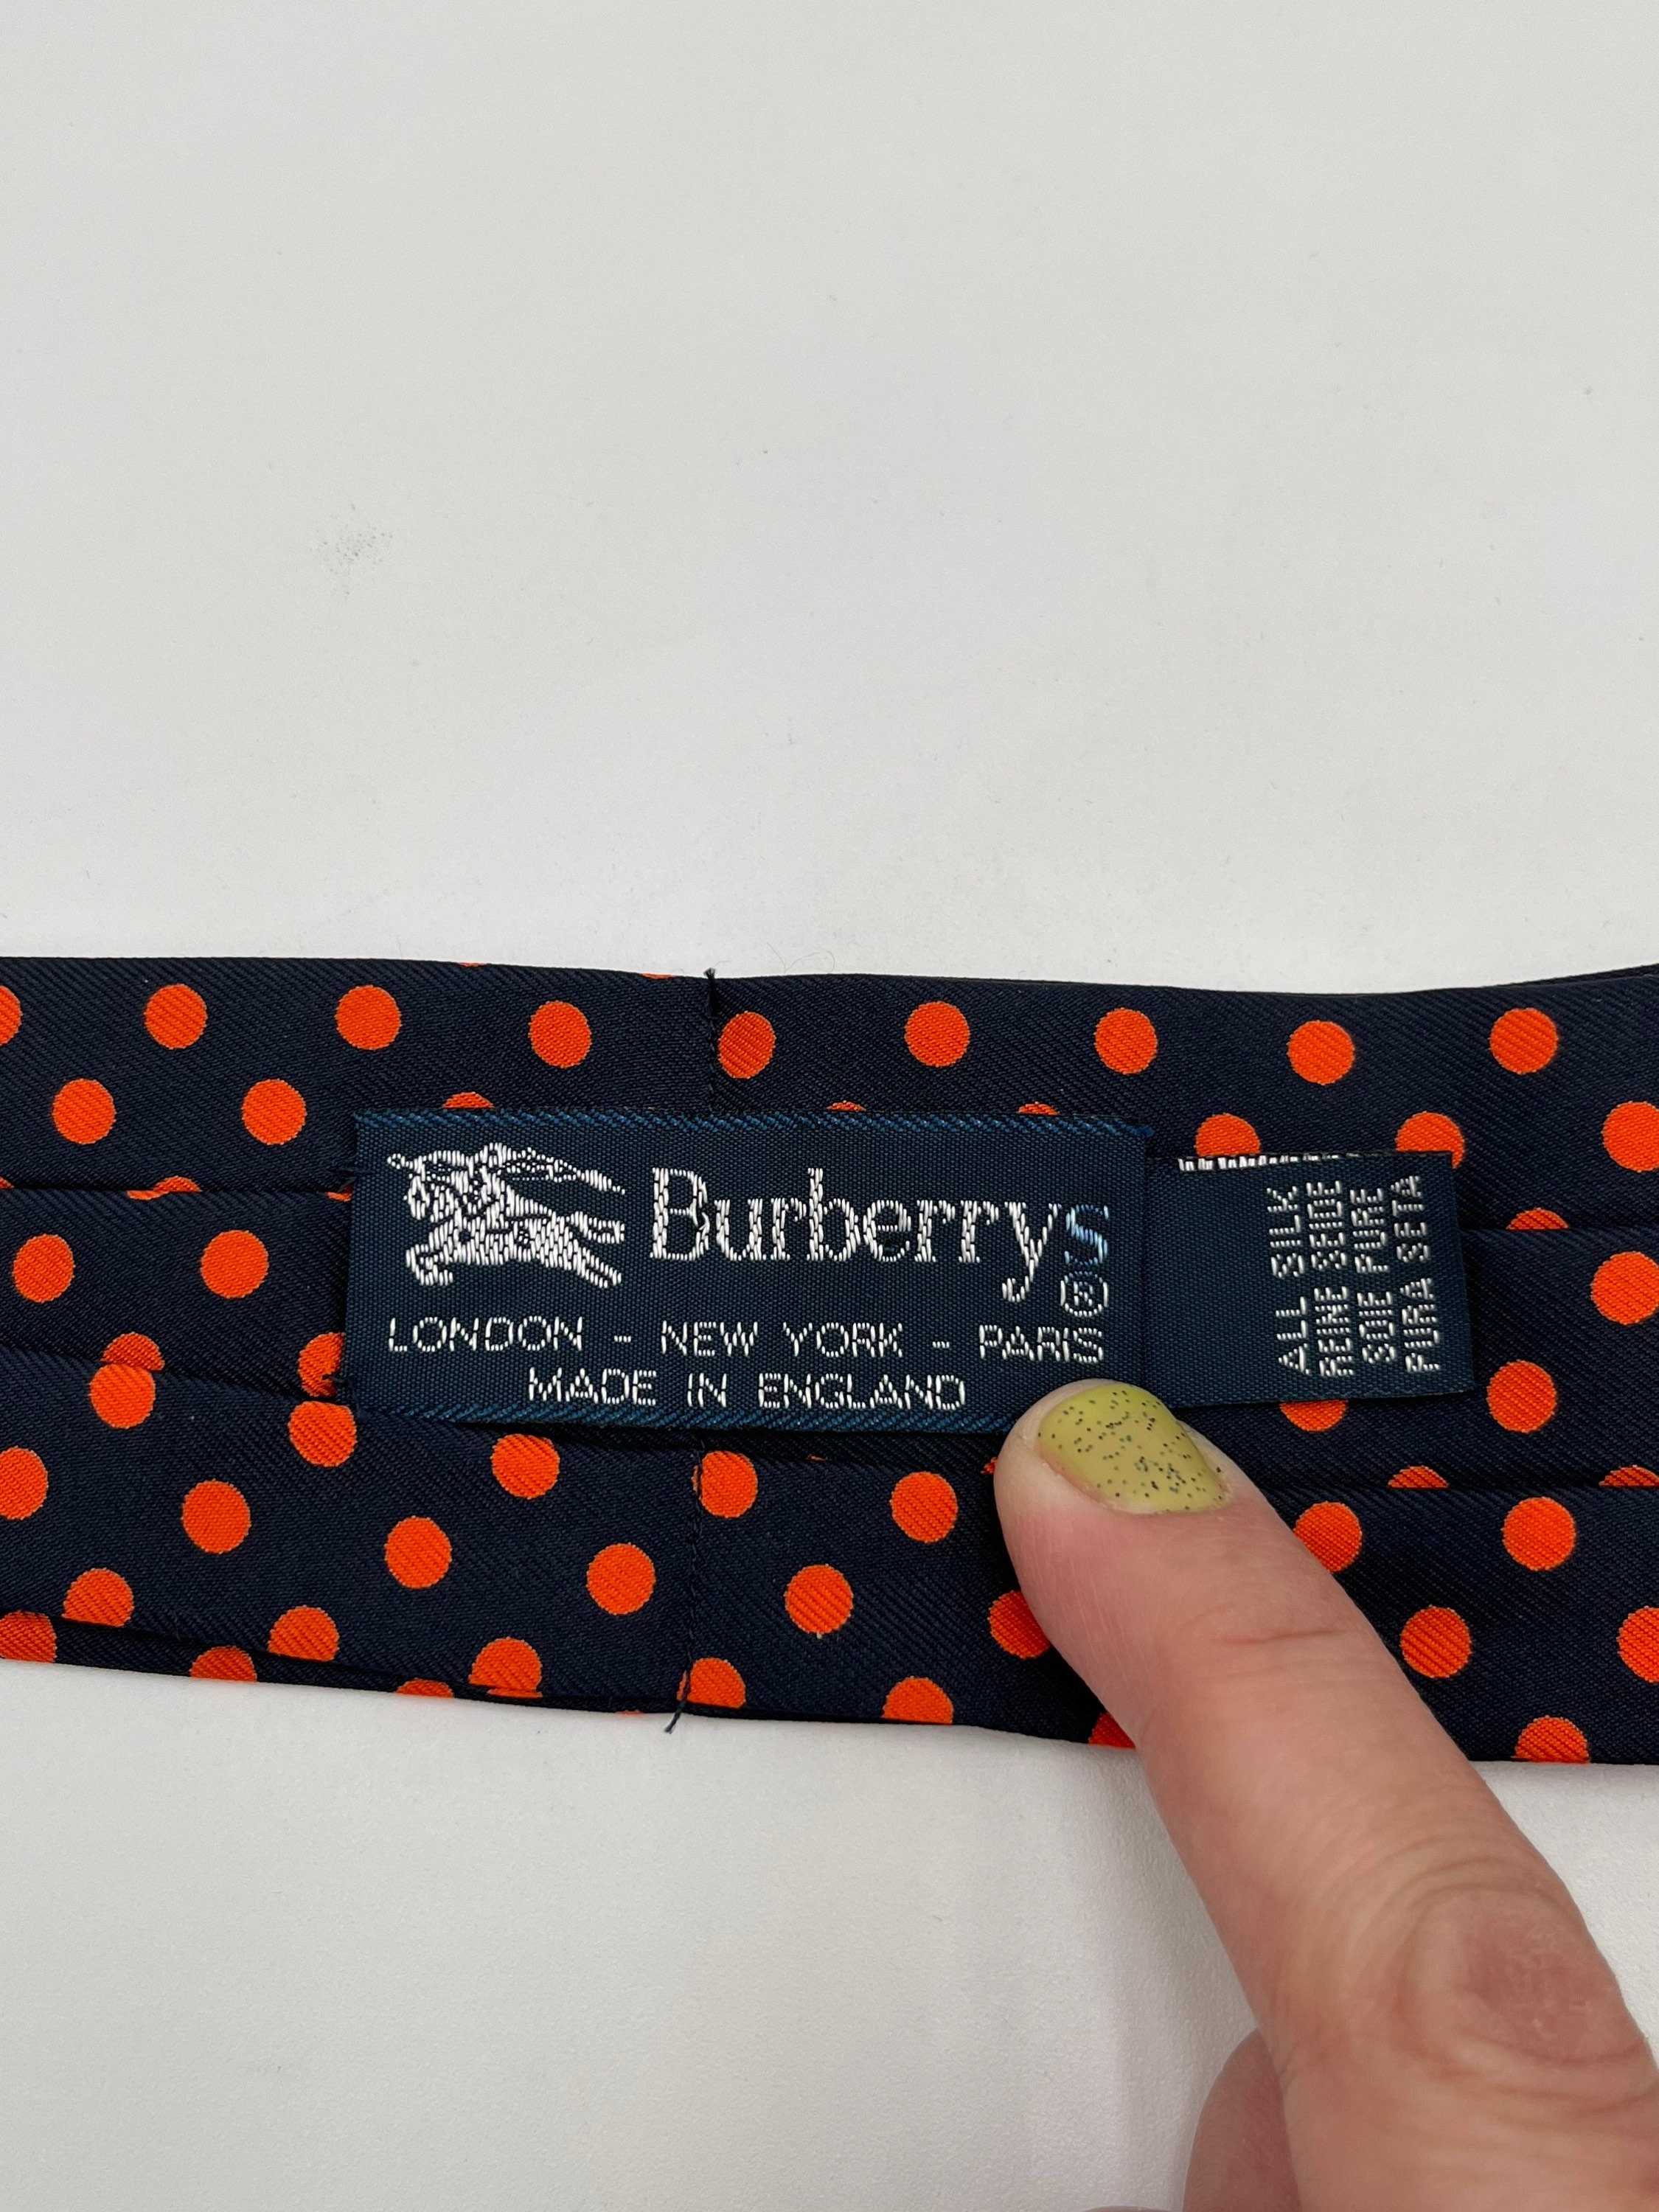 Burberrys®
LONDON - NEW YORK - PARIS
MADE IN ENGLAND
ALL SILK
REINE SEIDE
SOIE PURE
PURA SETA